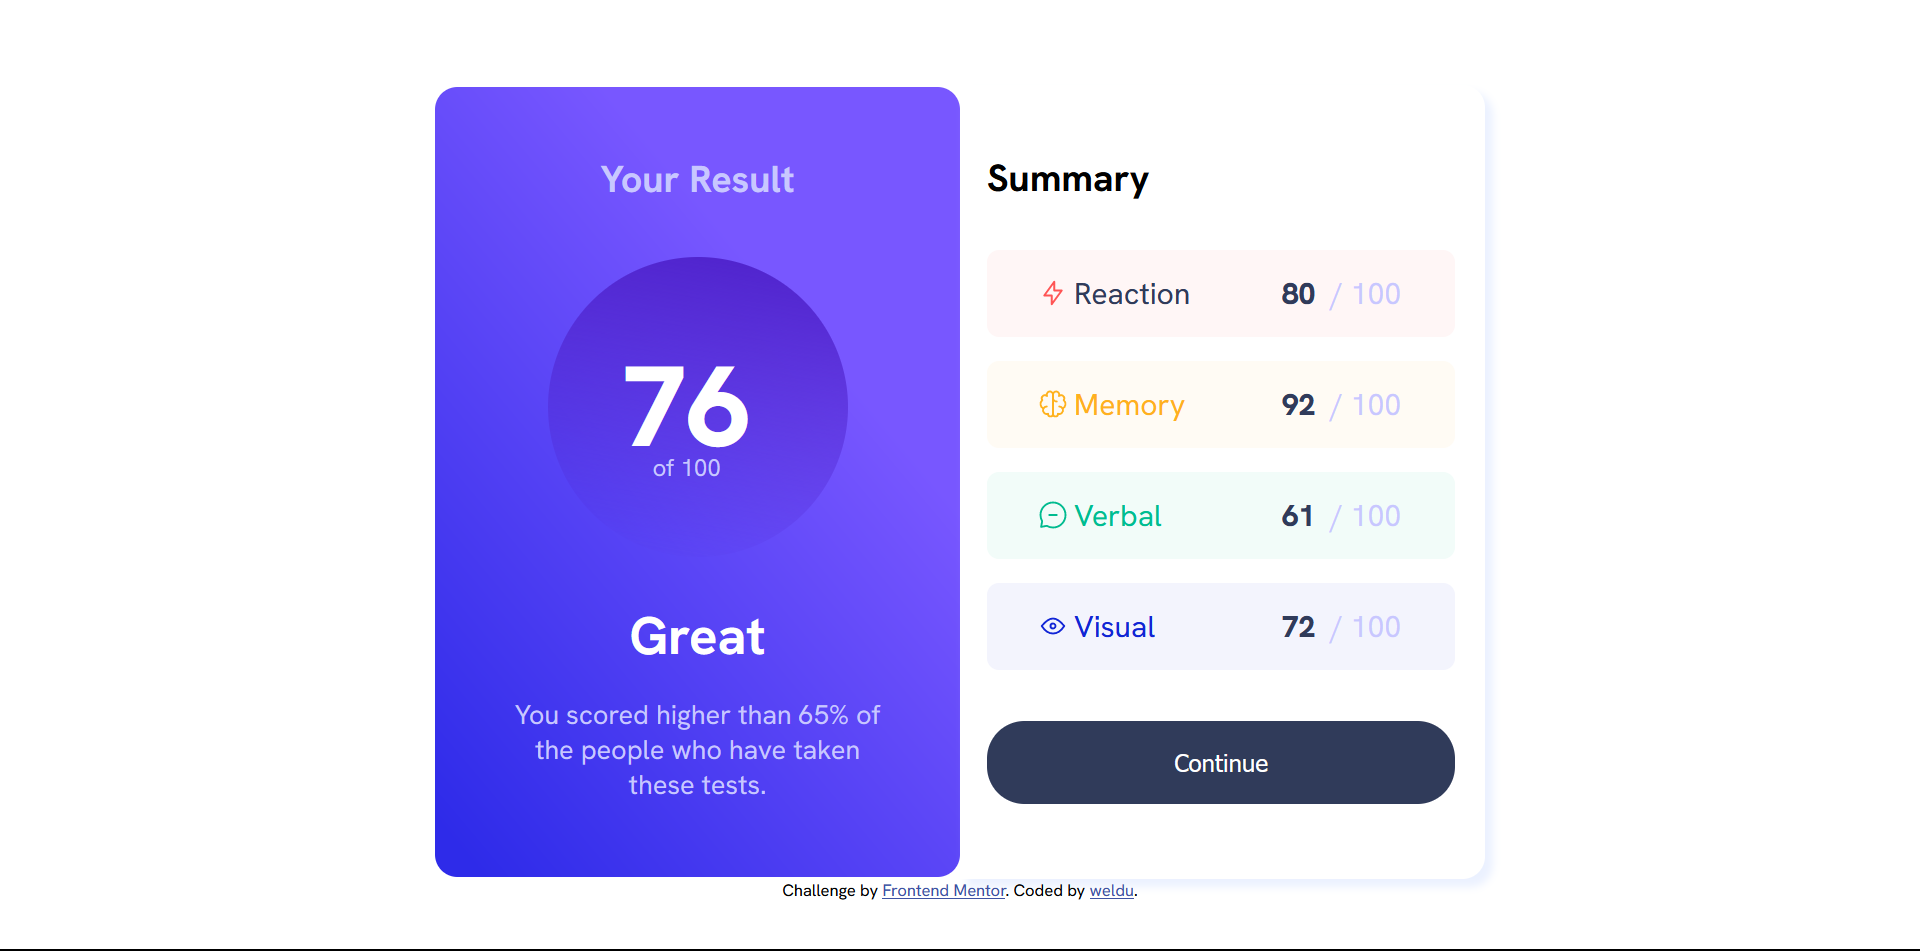 Your Result
76
of 100
Great
You scored higher than 65% of
the people who have taken
these tests.
Summary
Reaction 80 / 100
Memory 92 / 100
Verbal 61 / 100
Visual 72 / 100
Continue
Challenge by Frontend Mentor. Coded by weldu.